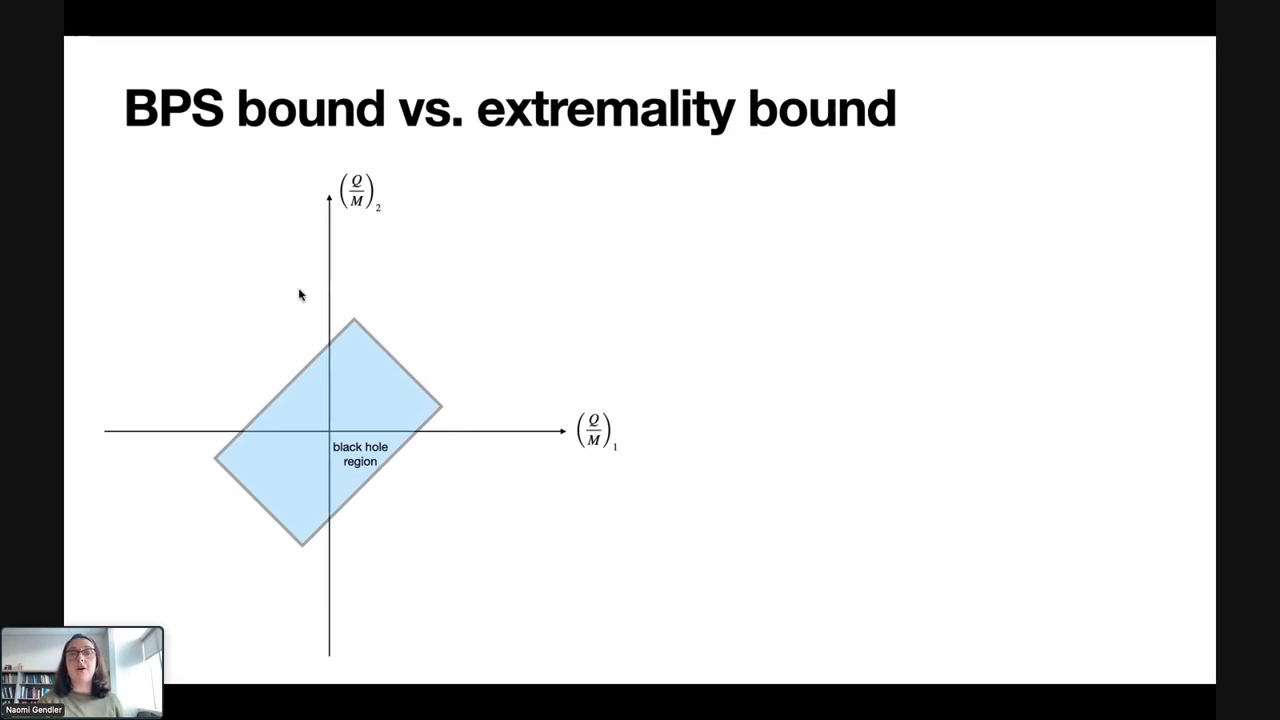 BPS bound vs. extremality bound
(Q/M)₂
(Q/M)₁
black hole
region
Naomi Gendler